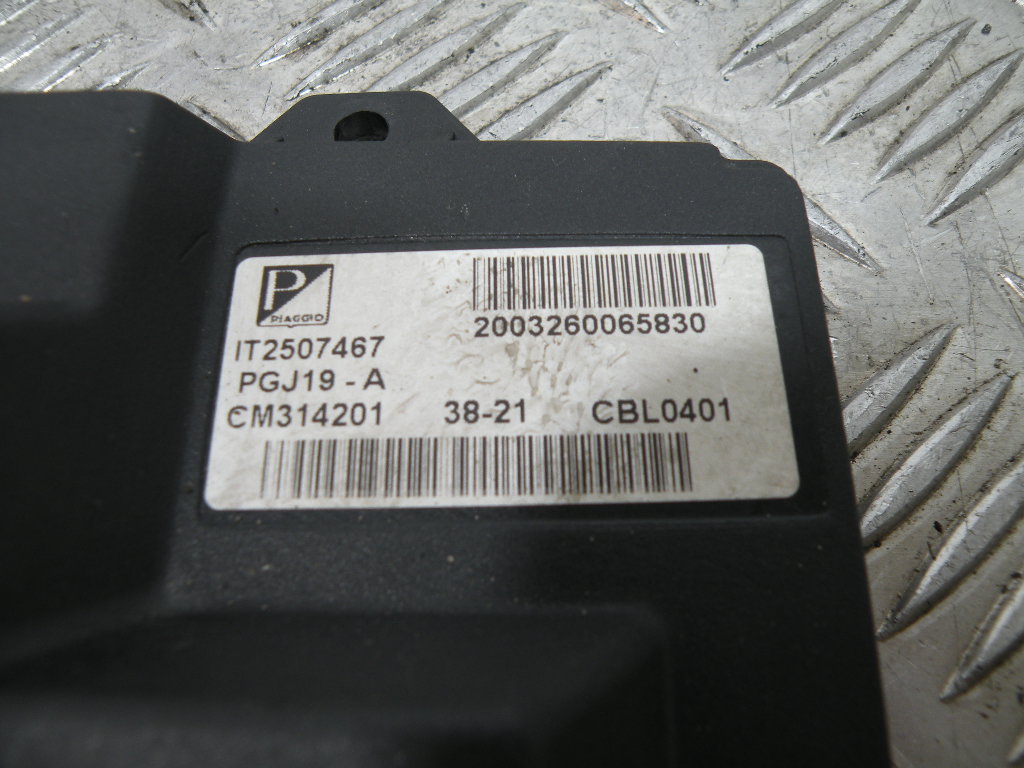 P
PIAGGIO
2003260065830
IT2507467
PGJ19 - A
CM314201 38-21 CBL0401